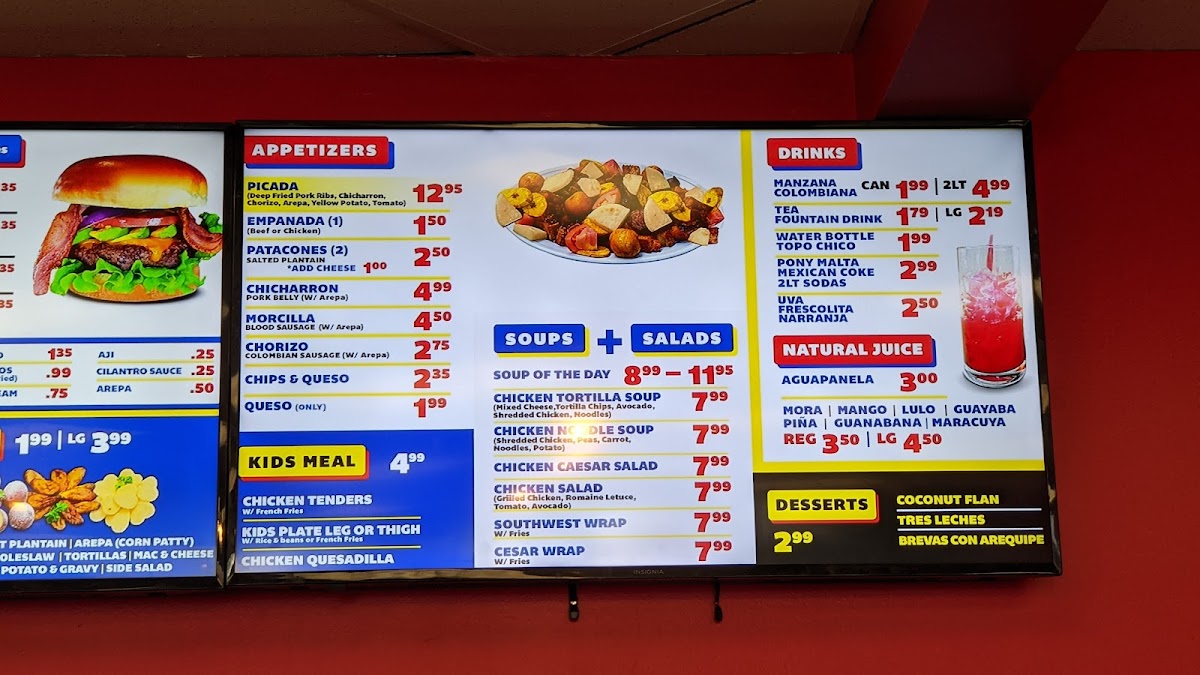 35
35
35
35
1 35
AJI .25
.99
CILANTRO SAUCE .25
.75
AREPA .50
1 99 | LG 3 99
PLANTAIN | AREPA (CORN PATTY)
OLESLAW | TORTILLAS | MAC & CHEESE
POTATO & GRAVY | SIDE SALAD
APPETIZERS
PICADA 12 95
(Deep Fried Pork Ribs, Chicharron,
Chorizo, Arepa, Yellow Potato, Tomato)
EMPANADA (1) 1 50
(Beef or Chicken)
PATACONES (2) 2 50
SALTED PLANTAIN
*ADD CHEESE 1 00
CHICHARRON 4 99
PORK BELLY (W/ Arepa)
MORCILLA 4 50
BLOOD SAUSAGE (W/ Arepa)
CHORIZO 2 75
COLOMBIAN SAUSAGE (W/ Arepa)
CHIPS & QUESO 2 35
QUESO (ONLY) 1 99
KIDS MEAL 4 99
CHICKEN TENDERS
W/ French Fries
KIDS PLATE LEG OR THIGH
W/ Rice & beans or French Fries
CHICKEN QUESADILLA
SOUPS + SALADS
SOUP OF THE DAY 8 99 – 11 95
CHICKEN TORTILLA SOUP 7 99
(Mixed Cheese,Tortilla Chips, Avocado,
Shredded Chicken, Noodles)
CHICKEN NOODLE SOUP 7 99
(Shredded Chicken, Peas, Carrot,
Noodles, Potato)
CHICKEN CAESAR SALAD 7 99
CHICKEN SALAD 7 99
(Grilled Chicken, Romaine Letuce,
Tomato, Avocado)
SOUTHWEST WRAP 7 99
W/ Fries
CESAR WRAP 7 99
W/ Fries
DRINKS
MANZANA
COLOMBIANA CAN 1 99 | 2LT 4 99
TEA
FOUNTAIN DRINK 1 79 | LG 2 19
WATER BOTTLE
TOPO CHICO 1 99
PONY MALTA
MEXICAN COKE 2 99
2LT SODAS
UVA
FRESCOLITA 2 50
NARRANJA
NATURAL JUICE
AGUAPANELA 3 00
MORA | MANGO | LULO | GUAYABA
PIÑA | GUANABANA | MARACUYA
REG 3 50 | LG 4 50
DESSERTS
2 99
COCONUT FLAN
TRES LECHES
BREVAS CON AREQUIPE
INSIGNIA